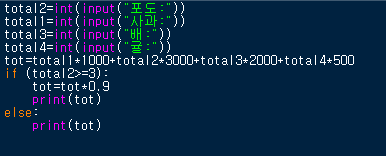 total2=int(input("포도:"))
total1=int(input("사과:"))
total3=int(input("배:"))
total4=int(input("귤:"))
tot=total1*1000+total2*3000+total3*2000+total4*500
if (total2>=3):
    tot=tot*0.9
    print(tot)
else:
    print(tot)